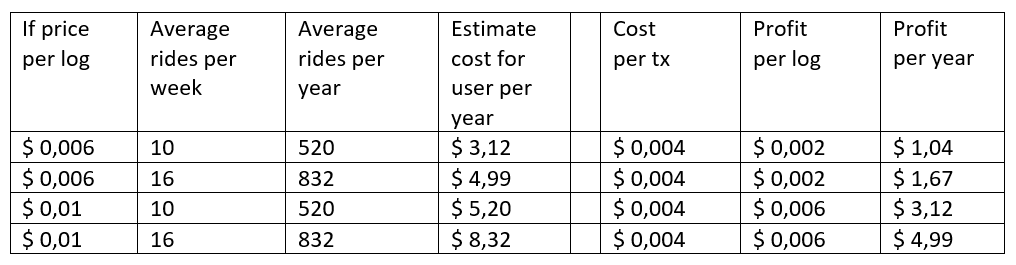 If price per log | Average rides per week | Average rides per year | Estimate cost for user per year | | Cost per tx | Profit per log | Profit per year
$ 0,006 | 10 | 520 | $ 3,12 | | $ 0,004 | $ 0,002 | $ 1,04
$ 0,006 | 16 | 832 | $ 4,99 | | $ 0,004 | $ 0,002 | $ 1,67
$ 0,01 | 10 | 520 | $ 5,20 | | $ 0,004 | $ 0,006 | $ 3,12
$ 0,01 | 16 | 832 | $ 8,32 | | $ 0,004 | $ 0,006 | $ 4,99